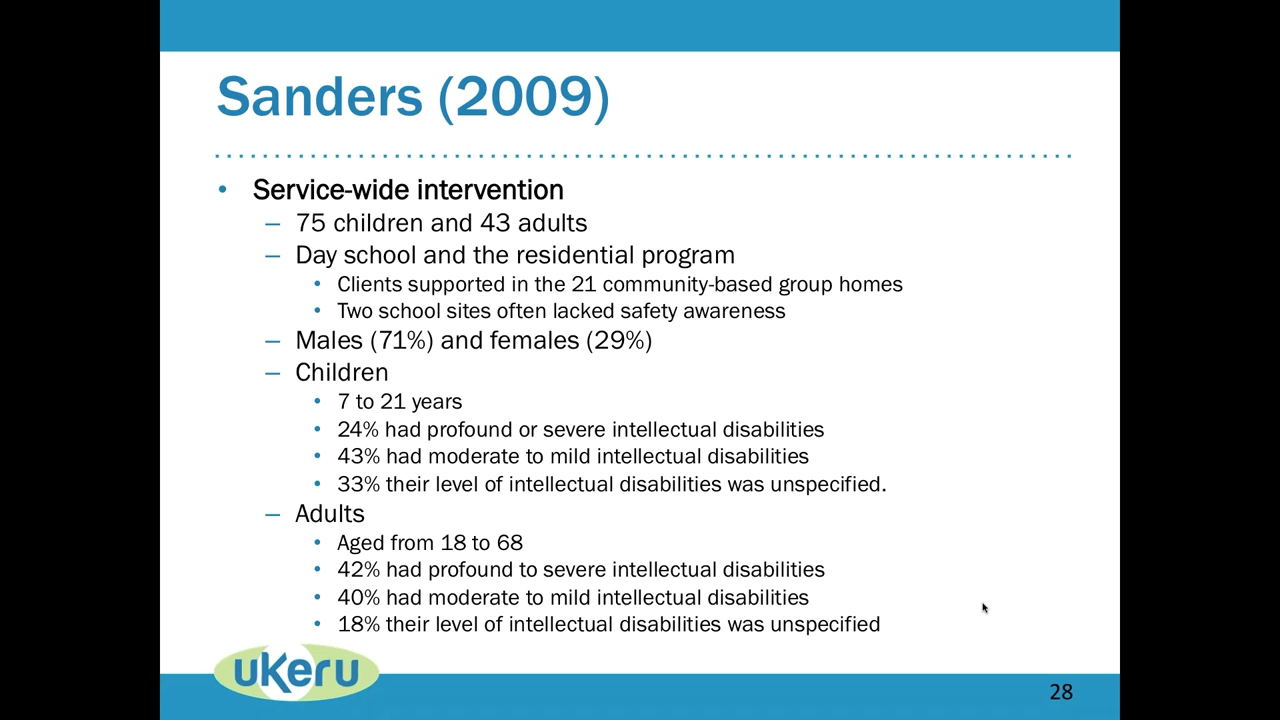 Sanders (2009)
• Service-wide intervention
– 75 children and 43 adults
– Day school and the residential program
• Clients supported in the 21 community-based group homes
• Two school sites often lacked safety awareness
– Males (71%) and females (29%)
– Children
• 7 to 21 years
• 24% had profound or severe intellectual disabilities
• 43% had moderate to mild intellectual disabilities
• 33% their level of intellectual disabilities was unspecified.
– Adults
• Aged from 18 to 68
• 42% had profound to severe intellectual disabilities
• 40% had moderate to mild intellectual disabilities
• 18% their level of intellectual disabilities was unspecified
ukeru
28